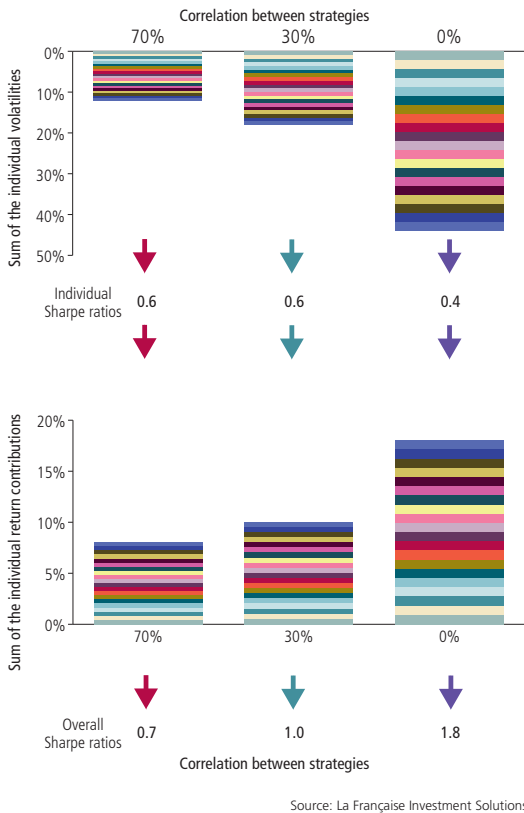 Correlation between strategies
70% 30% 0%
Sum of the individual volatilities
0%
10%
20%
30%
40%
50%
Individual
Sharpe ratios
0.6 0.6 0.4
Sum of the individual return contributions
20%
15%
10%
5%
0%
70% 30% 0%
Overall
Sharpe ratios
0.7 1.0 1.8
Correlation between strategies
Source: La Française Investment Solutions